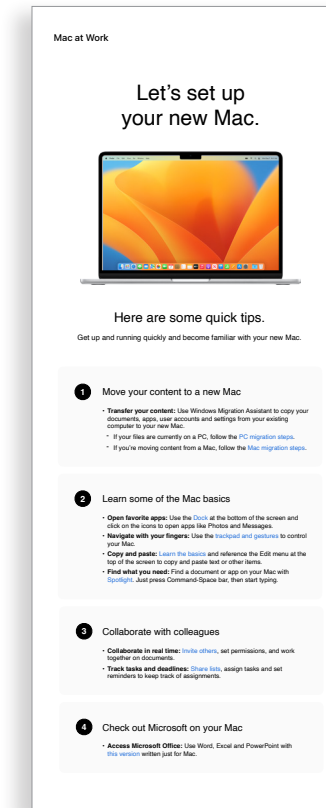 Mac at Work
Let’s set up
your new Mac.
Here are some quick tips.
Get up and running quickly and become familiar with your new Mac.
1 Move your content to a new Mac
• Transfer your content: Use Windows Migration Assistant to copy your
documents, apps, user accounts and settings from your existing
computer to your new Mac.
- If your files are currently on a PC, follow the PC migration steps.
- If you’re moving content from a Mac, follow the Mac migration steps.
2 Learn some of the Mac basics
• Open favorite apps: Use the Dock at the bottom of the screen and
click on the icons to open apps like Photos and Messages.
• Navigate with your fingers: Use the trackpad and gestures to control
your Mac.
• Copy and paste: Learn the basics and reference the Edit menu at the
top of the screen to copy and paste text or other items.
• Find what you need: Find a document or app on your Mac with
Spotlight. Just press Command-Space bar, then start typing.
3 Collaborate with colleagues
• Collaborate in real time: Invite others, set permissions, and work
together on documents.
• Track tasks and deadlines: Share lists, assign tasks and set
reminders to keep track of assignments.
4 Check out Microsoft on your Mac
• Access Microsoft Office: Use Word, Excel and PowerPoint with
this version written just for Mac.